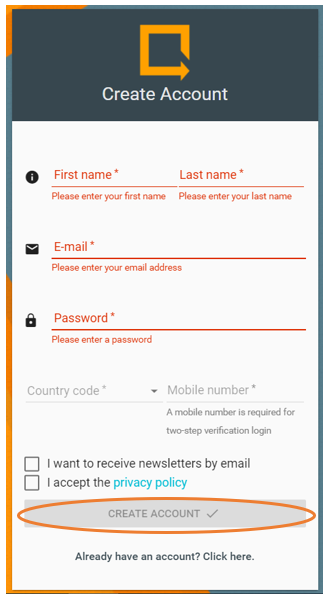 Create Account
First name * Last name *
Please enter your first name Please enter your last name
E-mail *
Please enter your email address
Password *
Please enter a password
Country code * Mobile number *
A mobile number is required for
two-step verification login
I want to receive newsletters by email
I accept the privacy policy
CREATE ACCOUNT
Already have an account? Click here.